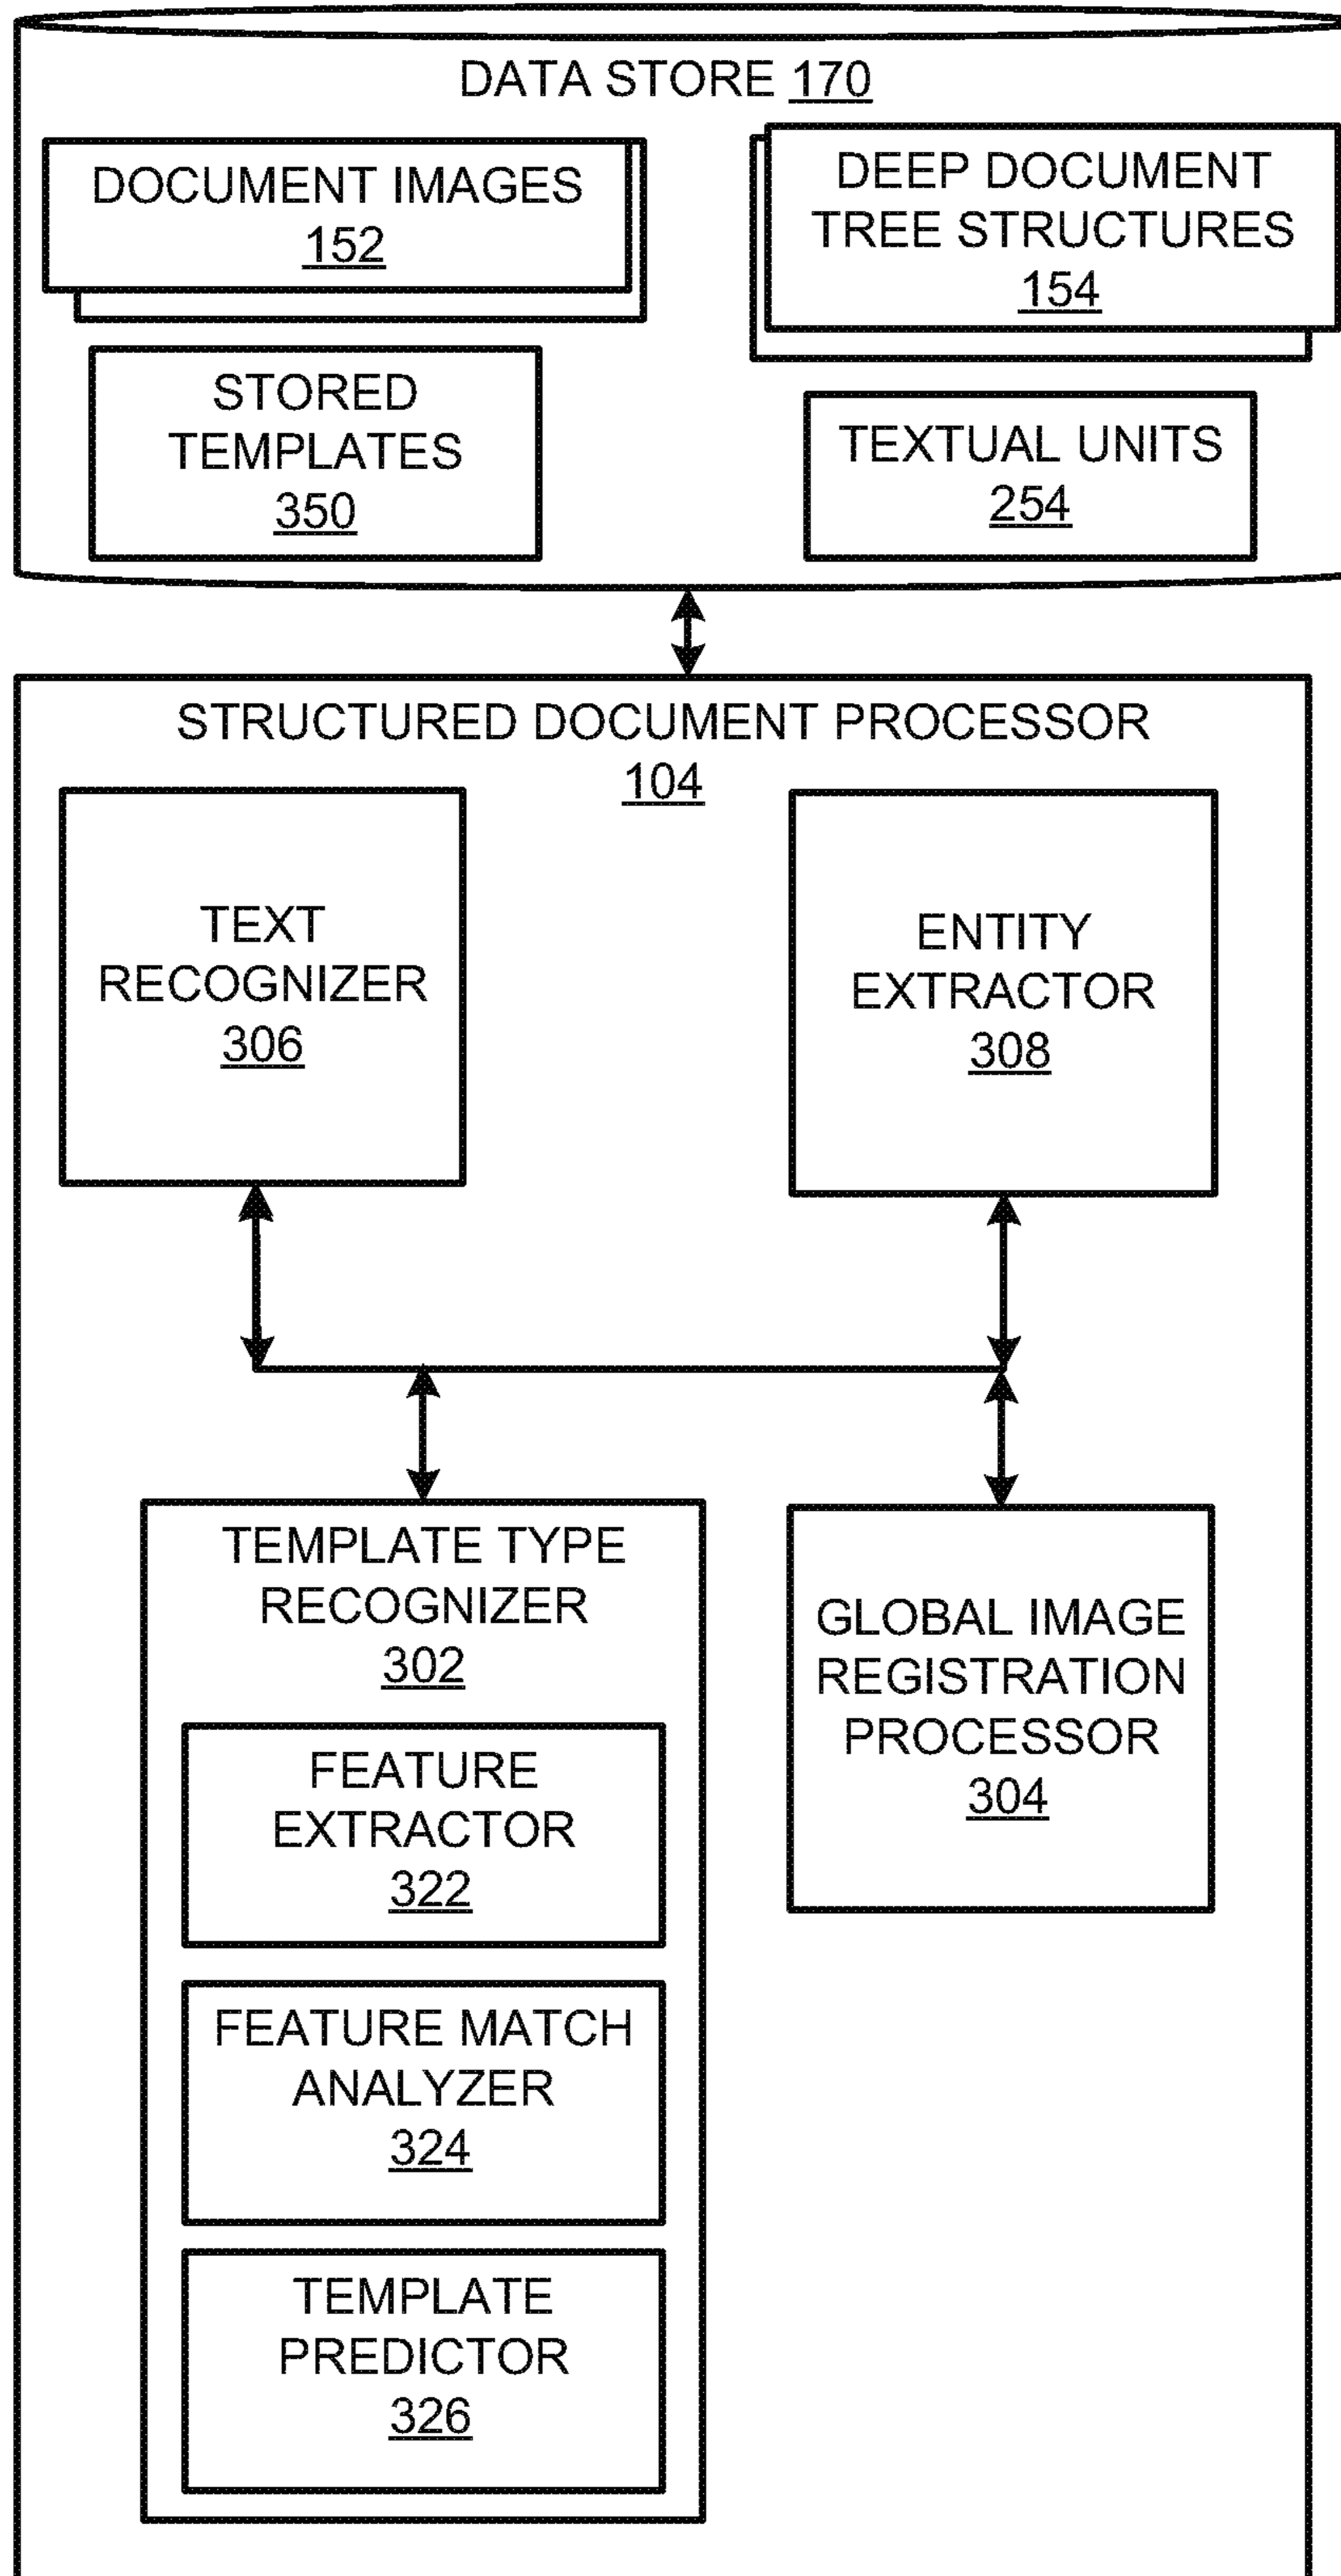 DATA STORE 170
DOCUMENT IMAGES
152
DEEP DOCUMENT
TREE STRUCTURES
154
STORED
TEMPLATES
350
TEXTUAL UNITS
254
STRUCTURED DOCUMENT PROCESSOR
104
TEXT
RECOGNIZER
306
ENTITY
EXTRACTOR
308
TEMPLATE TYPE
RECOGNIZER
302
FEATURE
EXTRACTOR
322
FEATURE MATCH
ANALYZER
324
TEMPLATE
PREDICTOR
326
GLOBAL IMAGE
REGISTRATION
PROCESSOR
304